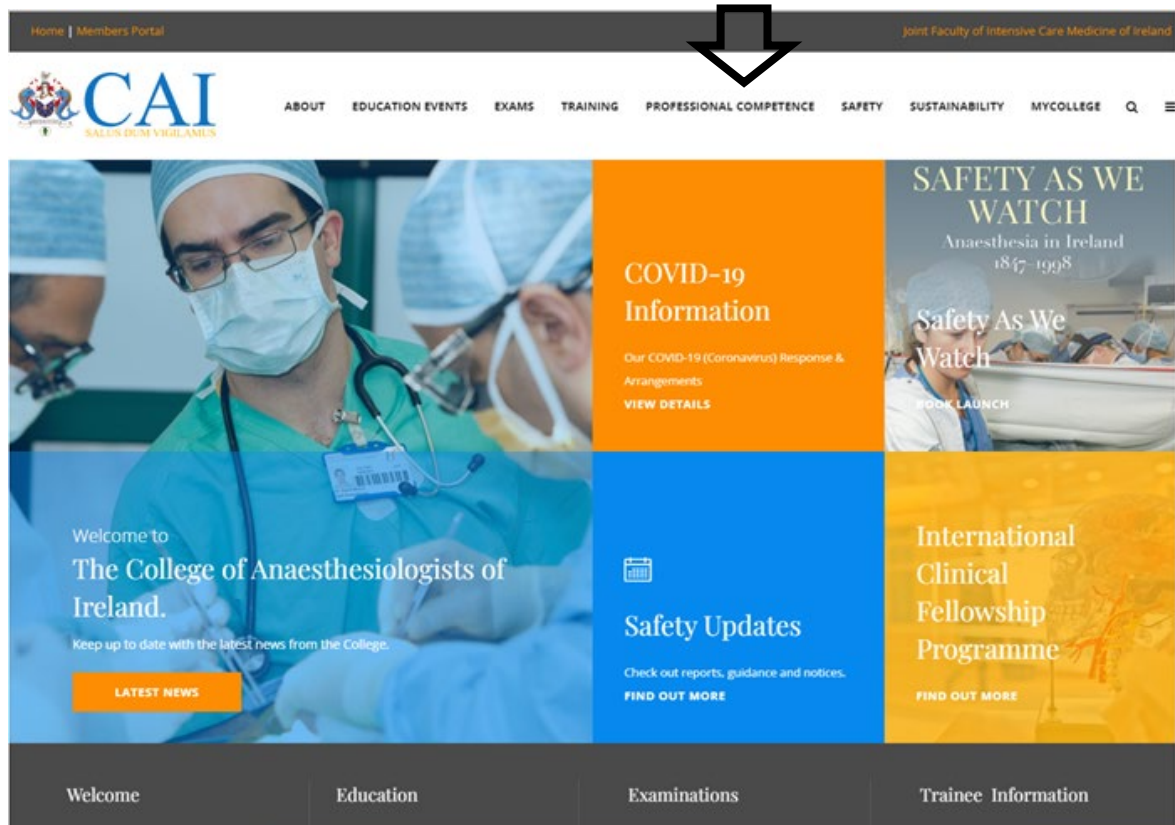 Home | Members Portal
Joint Faculty of Intensive Care Medicine of Ireland
CAI
SALUS DUM VIGILAMUS
ABOUT EDUCATION EVENTS EXAMS TRAINING PROFESSIONAL COMPETENCE SAFETY SUSTAINABILITY MYCOLLEGE
Welcome to
The College of Anaesthesiologists of
Ireland.
Keep up to date with the latest news from the College.
LATEST NEWS
COVID-19
Information
Our COVID-19 (Coronavirus) Response &
Arrangements
VIEW DETAILS
SAFETY AS WE
WATCH
Anaesthesia in Ireland
1847-1998
Safety As We
Watch
BOOK LAUNCH
Safety Updates
Check out reports, guidance and notices.
FIND OUT MORE
International
Clinical
Fellowship
Programme
FIND OUT MORE
Welcome
Education
Examinations
Trainee Information